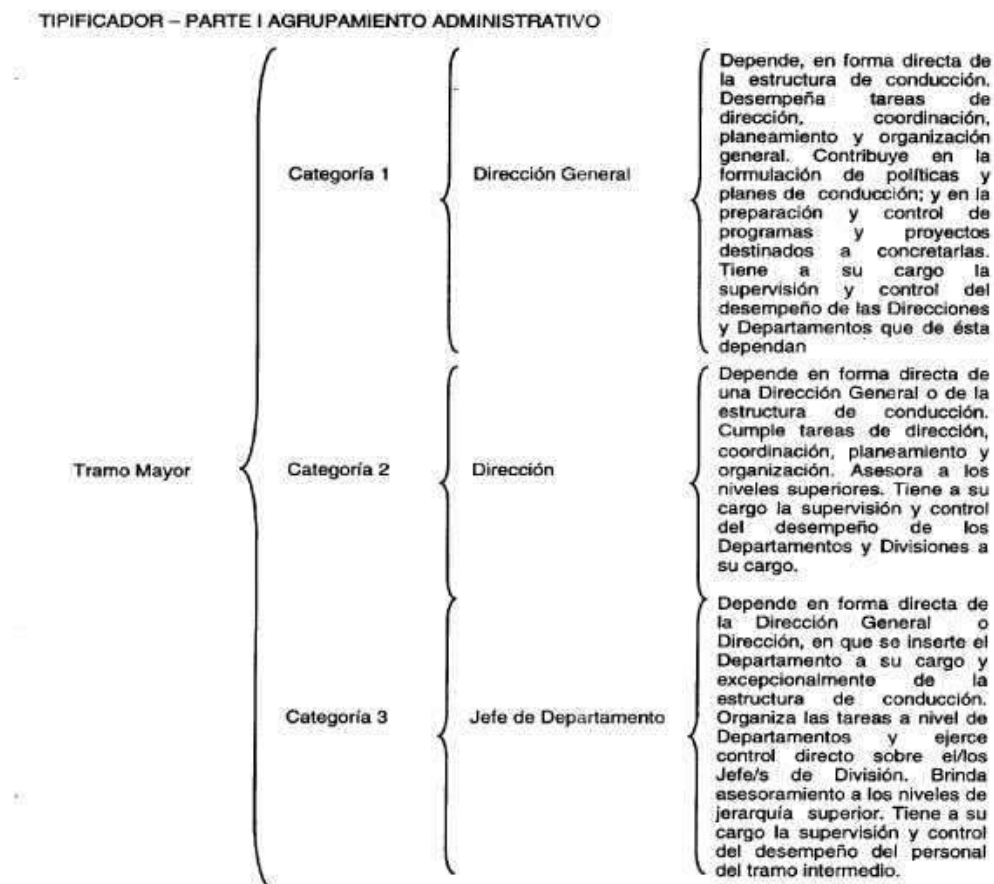 TIPIFICADOR – PARTE I AGRUPAMIENTO ADMINISTRATIVO
Tramo Mayor
Categoría 1
Dirección General
Depende, en forma directa de
la estructura de conducción.
Desempeña tareas de
dirección, coordinación,
planeamiento y organización
general. Contribuye en la
formulación de políticas y
planes de conducción; y en la
preparación y control de
programas y proyectos
destinados a concretarlas.
Tiene a su cargo la
supervisión y control del
desempeño de las Direcciones
y Departamentos que de ésta
dependan
Categoría 2
Dirección
Depende en forma directa de
una Dirección General o de la
estructura de conducción.
Cumple tareas de dirección,
coordinación, planeamiento y
organización. Asesora a los
niveles superiores. Tiene a su
cargo la supervisión y control
del desempeño de los
Departamentos y Divisiones a
su cargo.
Categoría 3
Jefe de Departamento
Depende en forma directa de
la Dirección General o
Dirección, en que se inserte el
Departamento a su cargo y
excepcionalmente de la
estructura de conducción.
Organiza las tareas a nivel de
Departamentos y ejerce
control directo sobre el/los
Jefe/s de División. Brinda
asesoramiento a los niveles de
jerarquía superior. Tiene a su
cargo la supervisión y control
del desempeño del personal
del tramo intermedio.